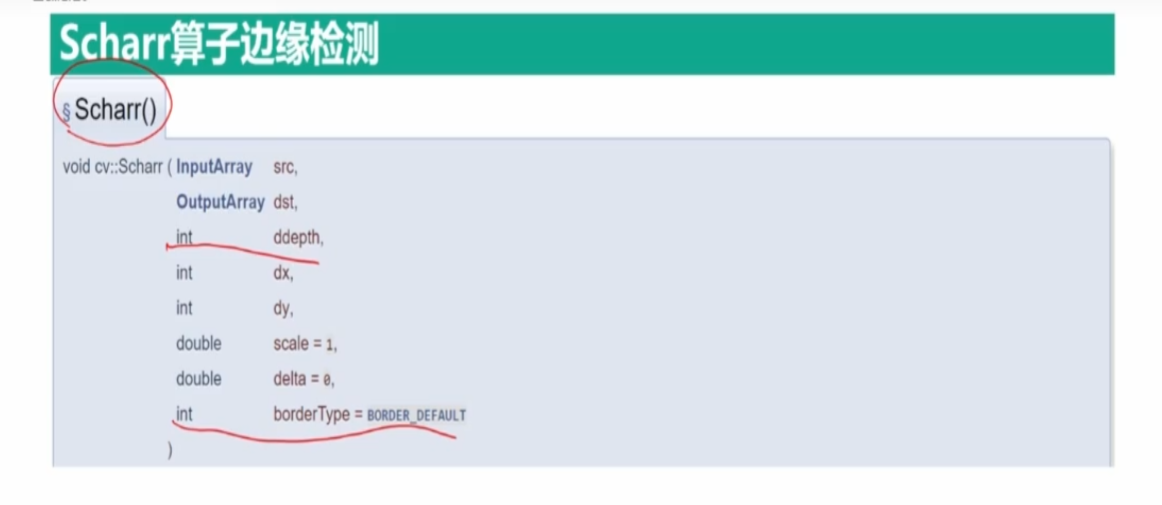 Scharr算子边缘检测
§ Scharr()
void cv::Scharr ( InputArray src,
OutputArray dst,
int ddepth,
int dx,
int dy,
double scale = 1,
double delta = 0,
int borderType = BORDER_DEFAULT
)